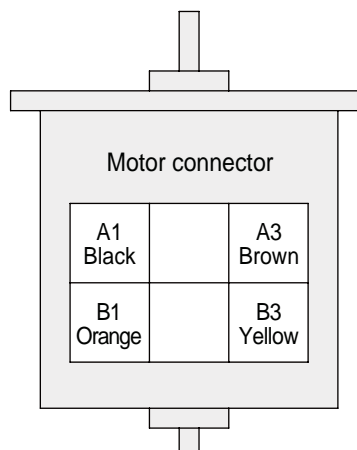 Motor connector
A1
Black
A3
Brown
B1
Orange
B3
Yellow